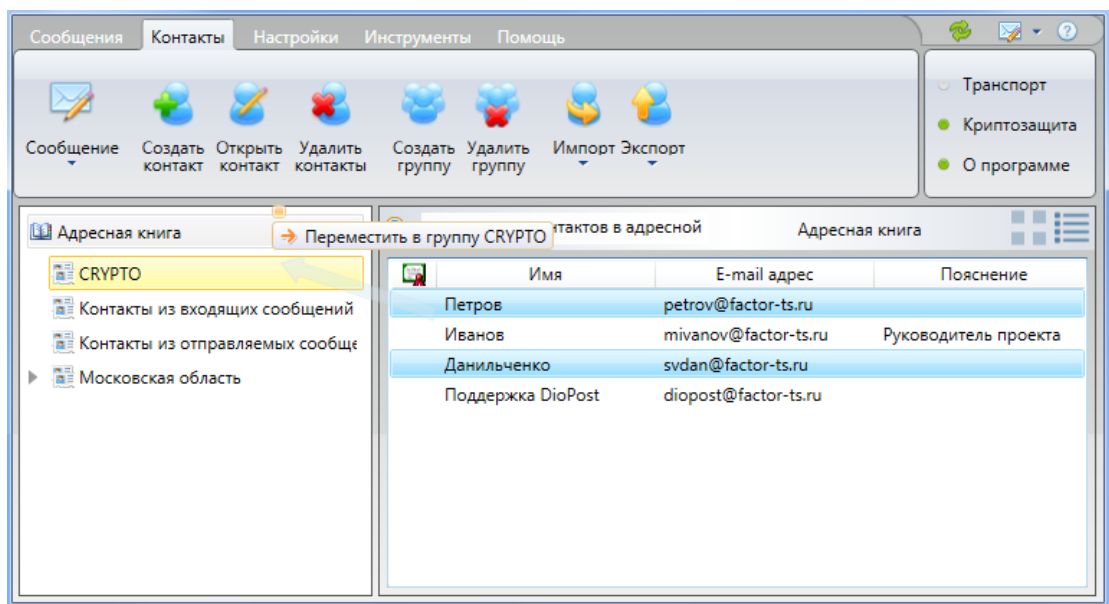 Сообщения Контакты Настройки Инструменты Помощь
Сообщение Создать контакт Открыть контакт Удалить контакты Создать группу Удалить группу Импорт Экспорт
Транспорт
Криптозащита
О программе
Адресная книга
Переместить в группу CRYPTO
в адресной
Адресная книга
CRYPTO
Контакты из входящих сообщений
Контакты из отправляемых сообще
Московская область
Имя E-mail адрес Пояснение
Петров petrov@factor-ts.ru
Иванов mivanov@factor-ts.ru Руководитель проекта
Данильченко svdan@factor-ts.ru
Поддержка DioPost diopost@factor-ts.ru